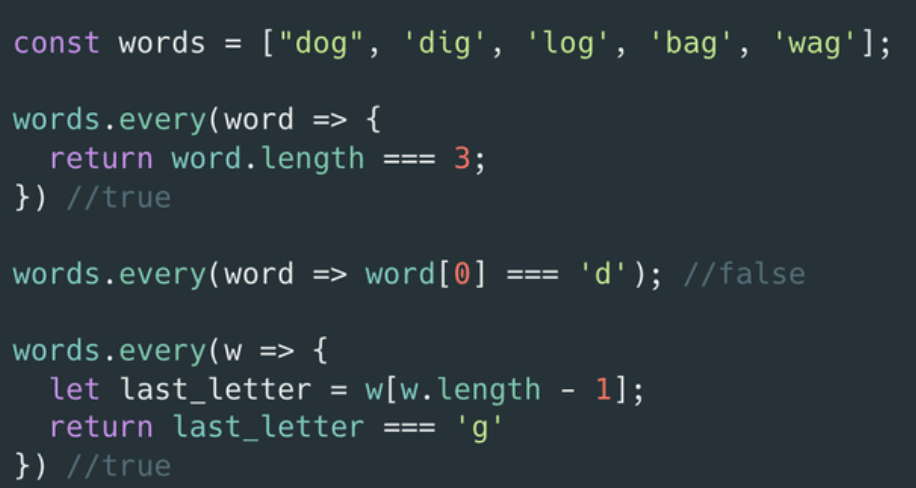 const words = ["dog", 'dig', 'log', 'bag', 'wag'];
words.every(word => {
  return word.length === 3;
}) //true
words.every(word => word[0] === 'd'); //false
words.every(w => {
  let last_letter = w[w.length - 1];
  return last_letter === 'g'
}) //true